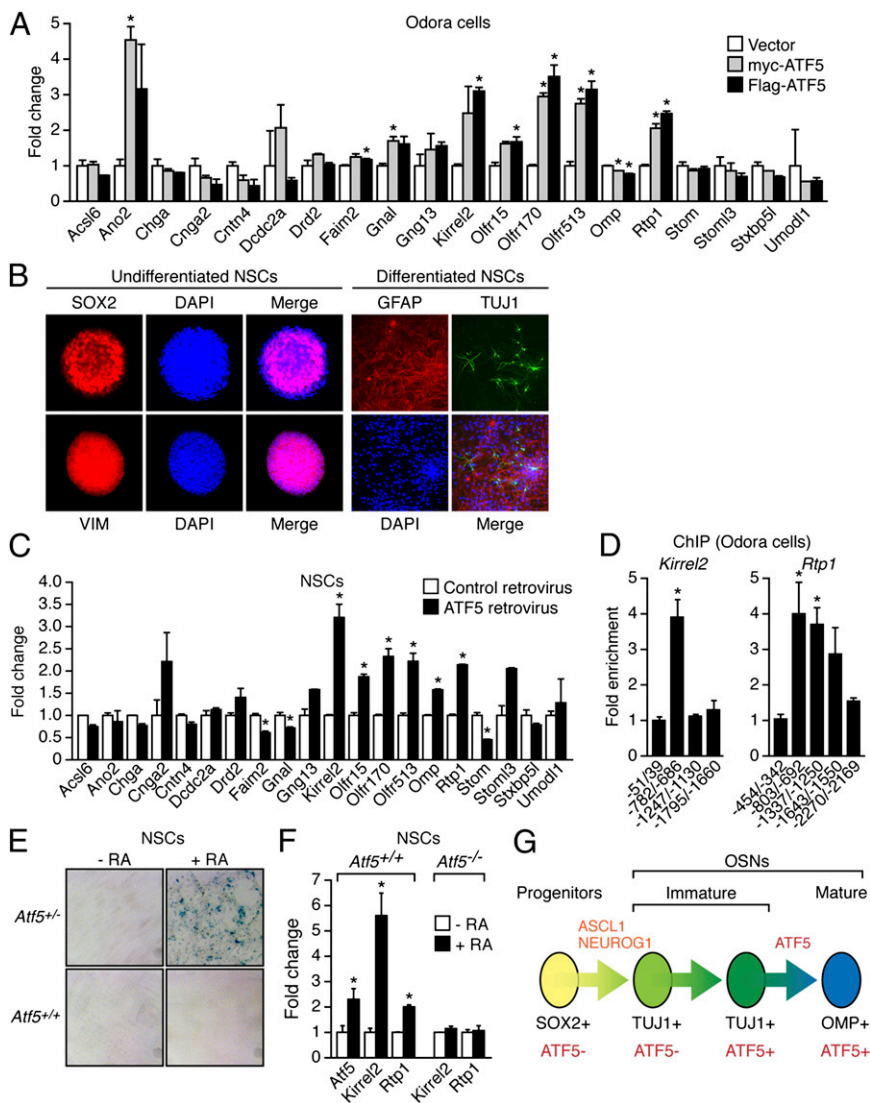 A
Odora cells
Vector
myc-ATF5
Flag-ATF5
Fold change
5
4
3
2
1
0
* * * * * * * * * * * * *
Acsl6 Ano2 Chga Cnga2 Cntn4 Dcdc2a Drd2 Faim2 Gnal Gng13 Kirrel2 Olfr15 Olfr170 Olfr513 Omp Rtp1 Stom Stoml3 Stxbp5l Umodl1
B
Undifferentiated NSCs
Differentiated NSCs
SOX2 DAPI Merge GFAP TUJ1
VIM DAPI Merge DAPI Merge
C
NSCs
Control retrovirus
ATF5 retrovirus
Fold change
4.0
3.5
3.0
2.5
2.0
1.5
1.0
0.5
0
* * * * * * * * *
Acsl6 Ano2 Chga Cnga2 Cntn4 Dcdc2a Drd2 Faim2 Gnal Gng13 Kirrel2 Olfr15 Olfr170 Olfr513 Omp Rtp1 Stom Stoml3 Stxbp5l Umodl1
D
ChIP (Odora cells)
Kirrel2
Rtp1
Fold enrichment
5
4
3
2
1
0
*
-51/39 -782/-686 -1247/-1130 -1795/-1660
5
4
3
2
1
0
* *
-454/-342 -803/-692 -1337/-1250 -1643/-1550 -2270/-2169
E
NSCs
- RA + RA
Atf5+/-
Atf5+/+
F
NSCs
Atf5+/+ Atf5-/-
- RA
+ RA
Fold change
7
6
5
4
3
2
1
0
* * *
Atf5 Kirrel2 Rtp1 Kirrel2 Rtp1
G
OSNs
Progenitors Immature Mature
ASCL1
NEUROG1
ATF5
SOX2+ TUJ1+ TUJ1+ OMP+
ATF5- ATF5- ATF5+ ATF5+